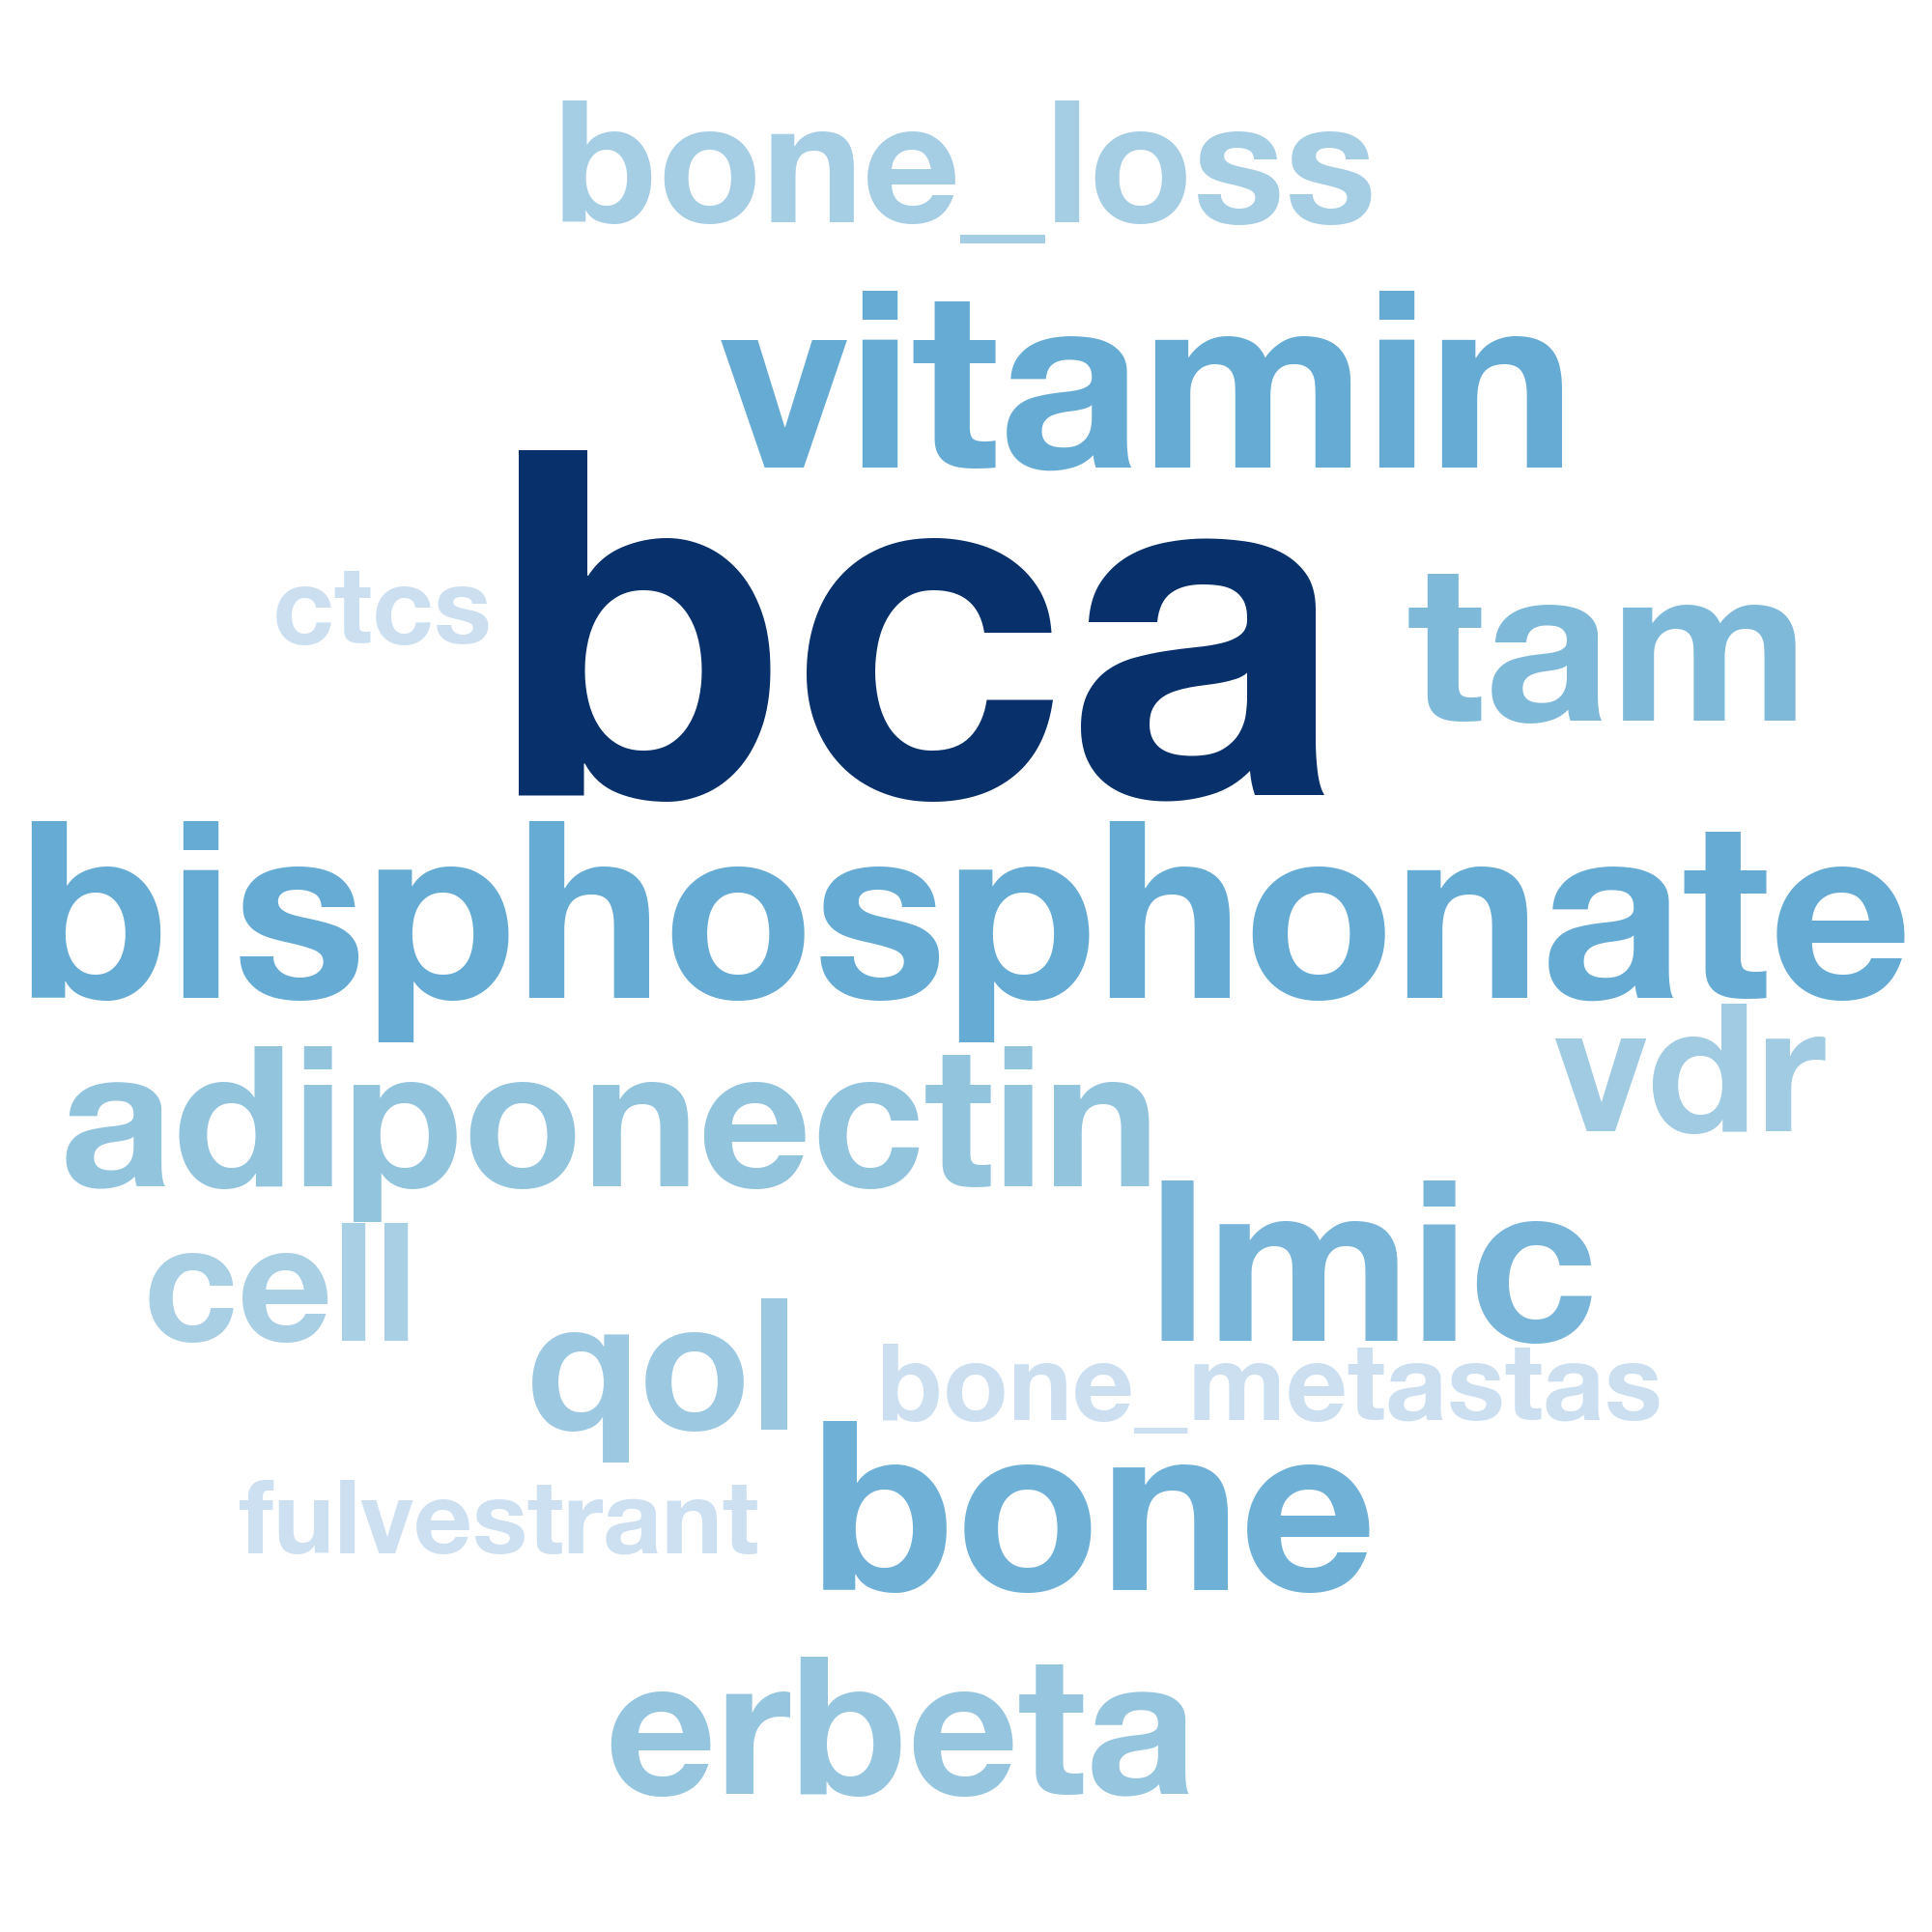 bone_loss
vitamin
bca
ctcs
tam
bisphosphonate
vdr
adiponectin
lmic
cell
qol
bone_metastas
bone
fulvestrant
erbeta